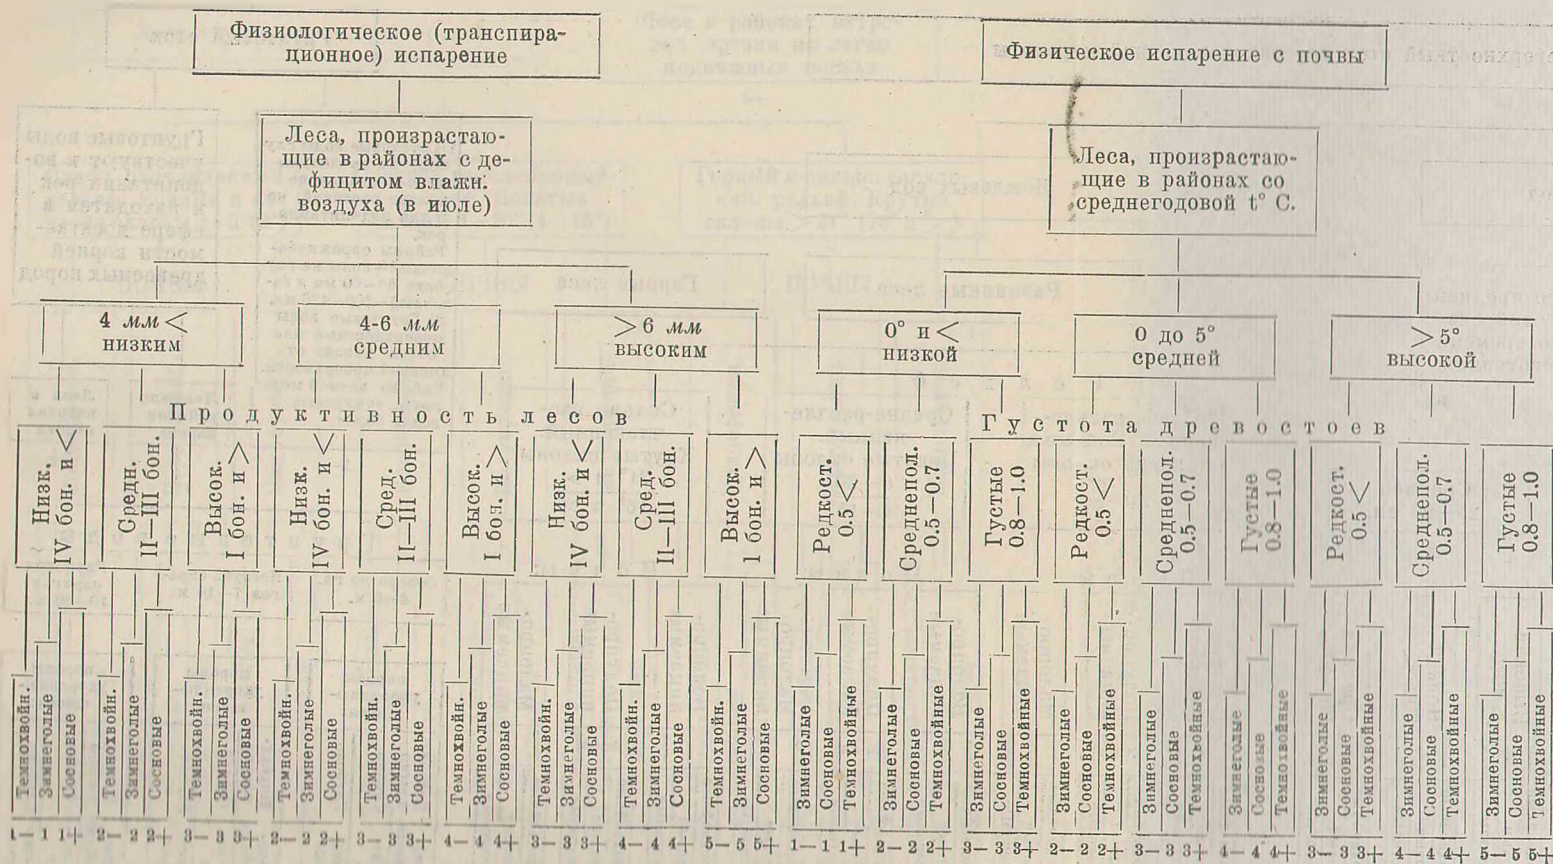 Физиологическое (транспира-
ционное) испарение
Физическое испарение с почвы
Леса, произрастаю-
щие в районах с де-
фицитом влажн.
воздуха (в июле)
Леса, произрастаю-
щие в районах со
среднегодовой t° С.
4 мм <
низким
4-6 мм
средним
> 6 мм
высоким
0° и <
низкой
0 до 5°
средней
> 5°
высокой
Продуктивность лесов
Густота древостоев
Низк.
IV бон. и <
Средн.
II—III бон.
Высок.
I бон. и >
Низк.
IV бон. и <
Сред.
II—III бон.
Высок.
I бон. и >
Низк.
IV бон. и <
Сред.
II—III бон.
Высок.
1 бон. и >
Редкост.
0.5 <
Среднепол.
0.5—0.7
Густые
0.8—1.0
Редкост.
0.5 <
Среднепол.
0.5—0.7
Густые
0.8—1.0
Редкост.
0.5 <
Среднепол.
0.5—0.7
Густые
0.8—1.0
Темнохвойн.
Зимнеголые
Сосновые
Темнохвойн.
Зимнеголые
Сосновые
Темнохвойн.
Зимнеголые
Сосновые
Темнохвойн.
Зимнеголые
Сосновые
Темнохвойн.
Зимнеголые
Сосновые
Темнохвойн.
Зимнеголые
Сосновые
Темнохвойн.
Зимнеголые
Сосновые
Темнохвойн.
Зимнеголые
Сосновые
Темнохвойн.
Зимнеголые
Сосновые
Зимнеголые
Сосновые
Темнохвойные
Зимнеголые
Сосновые
Темнохвойные
Зимнеголые
Сосновые
Темнохвойные
Зимнеголые
Сосновые
Темнохвойные
Зимнеголые
Сосновые
Темнохвойные
Зимнеголые
Сосновые
Темнохвойные
Зимнеголые
Сосновые
Темнохвойные
Зимнеголые
Сосновые
Темнохвойные
Зимнеголые
Сосновые
Темнохвойные
1— 1 1+ 2— 2 2+ 3— 3 3+ 2— 2 2+ 3— 3 3+ 4— 4 4+ 3— 3 3+ 4— 4 4+ 5— 5 5+ 1— 1 1+ 2— 2 2+ 3— 3 3+ 2— 2 2+ 3— 3 3+ 4— 4 4+ 3— 3 3+ 4— 4 4+ 5— 5 5+